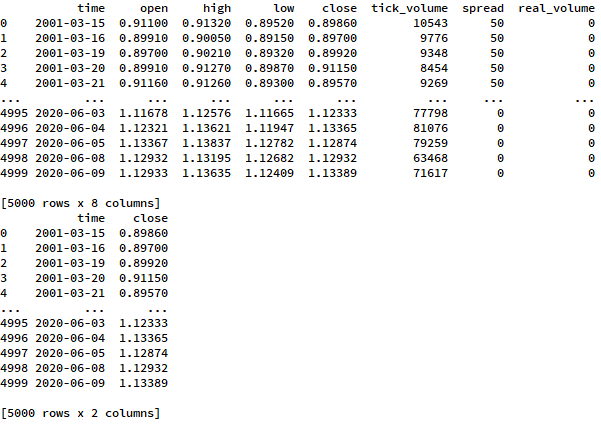 time open high low close tick_volume spread real_volume
0 2001-03-15 0.91100 0.91320 0.89520 0.89860 10543 50 0
1 2001-03-16 0.89910 0.90050 0.89150 0.89700 9776 50 0
2 2001-03-19 0.89700 0.90210 0.89320 0.89920 9348 50 0
3 2001-03-20 0.89910 0.91270 0.89870 0.91150 8454 50 0
4 2001-03-21 0.91160 0.91260 0.89300 0.89570 9269 50 0
... ... ... ... ... ... ... ... ...
4995 2020-06-03 1.11678 1.12576 1.11665 1.12333 77798 0 0
4996 2020-06-04 1.12321 1.13621 1.11947 1.13365 81076 0 0
4997 2020-06-05 1.13367 1.13837 1.12782 1.12874 79259 0 0
4998 2020-06-08 1.12932 1.13195 1.12682 1.12932 63468 0 0
4999 2020-06-09 1.12933 1.13635 1.12409 1.13389 71617 0 0
[5000 rows x 8 columns]
time close
0 2001-03-15 0.89860
1 2001-03-16 0.89700
2 2001-03-19 0.89920
3 2001-03-20 0.91150
4 2001-03-21 0.89570
... ... ...
4995 2020-06-03 1.12333
4996 2020-06-04 1.13365
4997 2020-06-05 1.12874
4998 2020-06-08 1.12932
4999 2020-06-09 1.13389
[5000 rows x 2 columns]